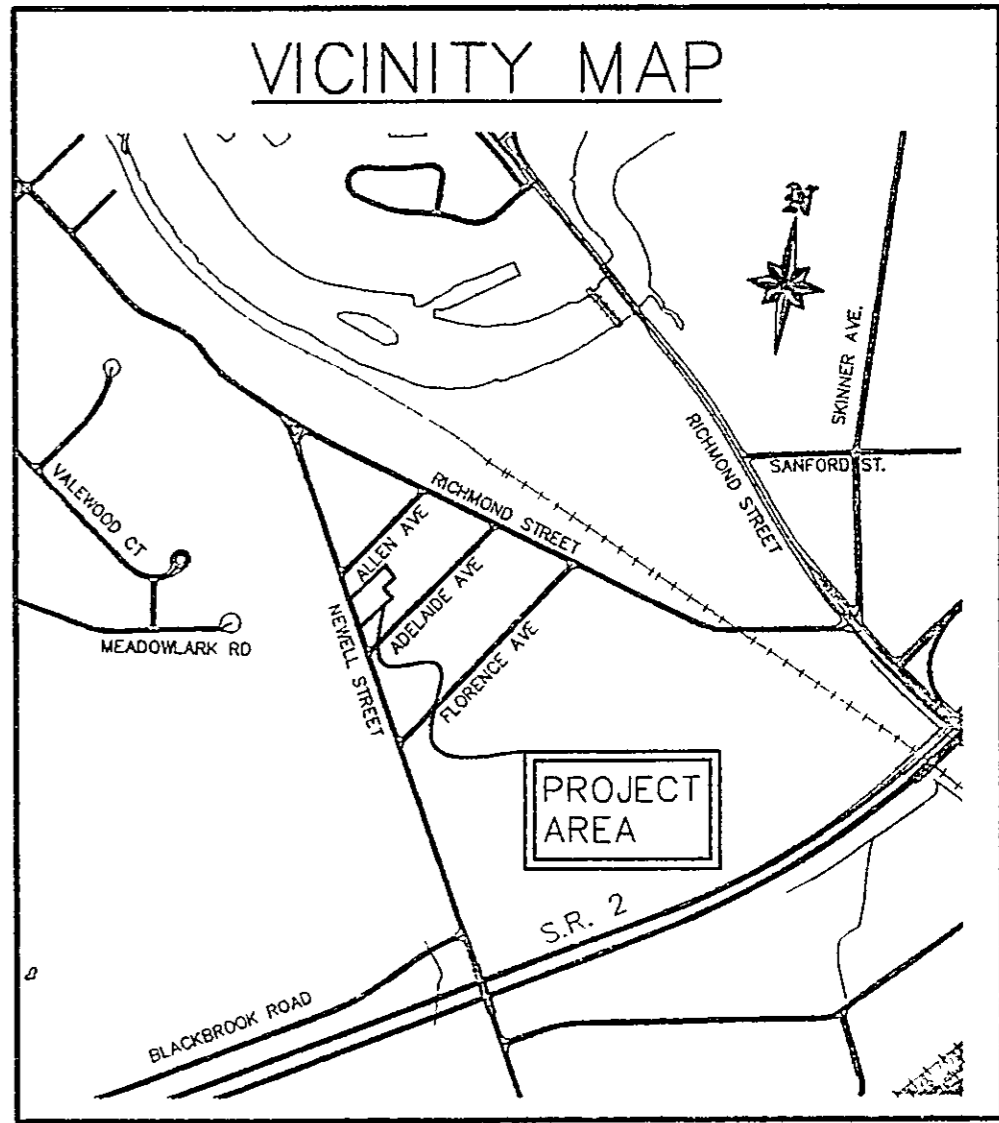 VICINITY MAP
N
SKINNER AVE.
RICHMOND STREET
SANFORD ST.
RICHMOND STREET
VALEWOOD CT
ALLEN AVE
ADELAIDE AVE
FLORENCE AVE
NEWELL STREET
MEADOWLARK RD
PROJECT
AREA
S.R. 2
BLACKBROOK ROAD